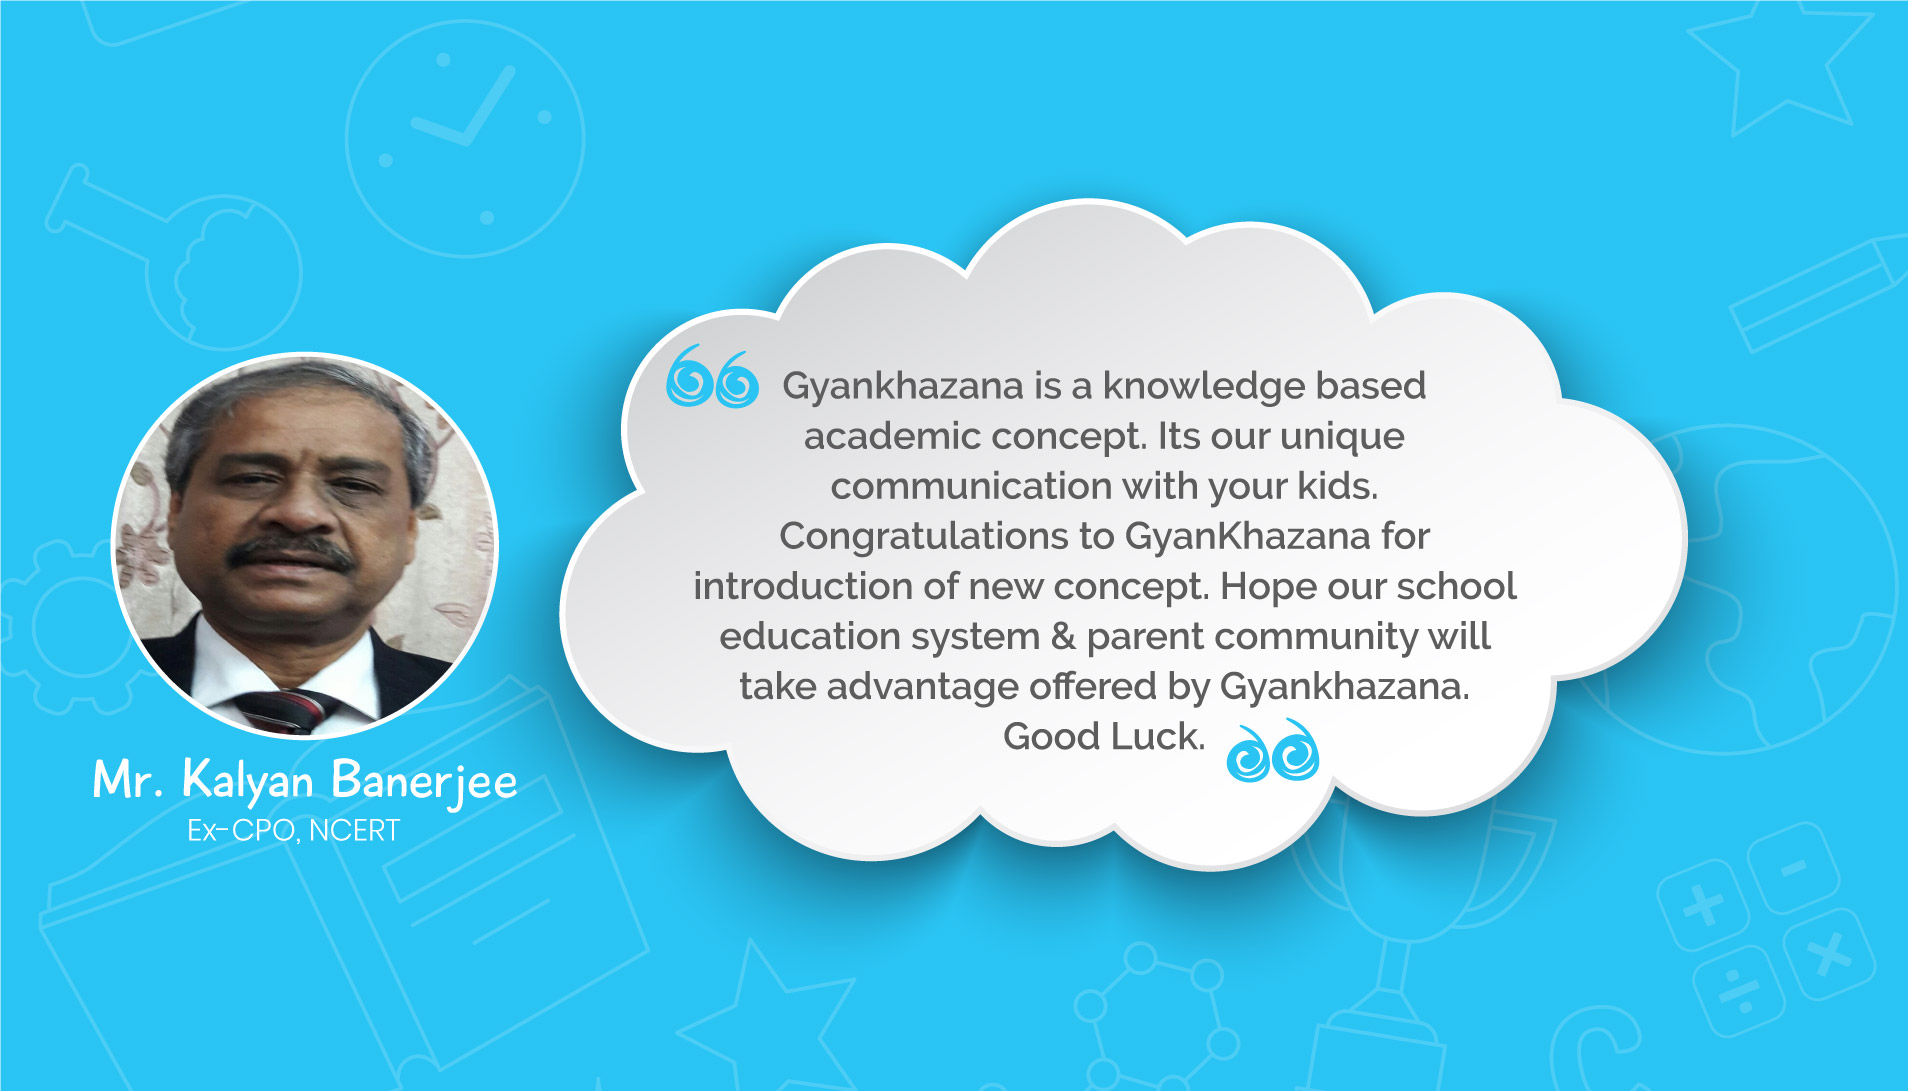 Gyankhazana is a knowledge based
academic concept. Its our unique
communication with your kids.
Congratulations to GyanKhazana for
introduction of new concept. Hope our school
education system & parent community will
take advantage offered by Gyankhazana.
Good Luck.
Mr. Kalyan Banerjee
Ex-CPO, NCERT